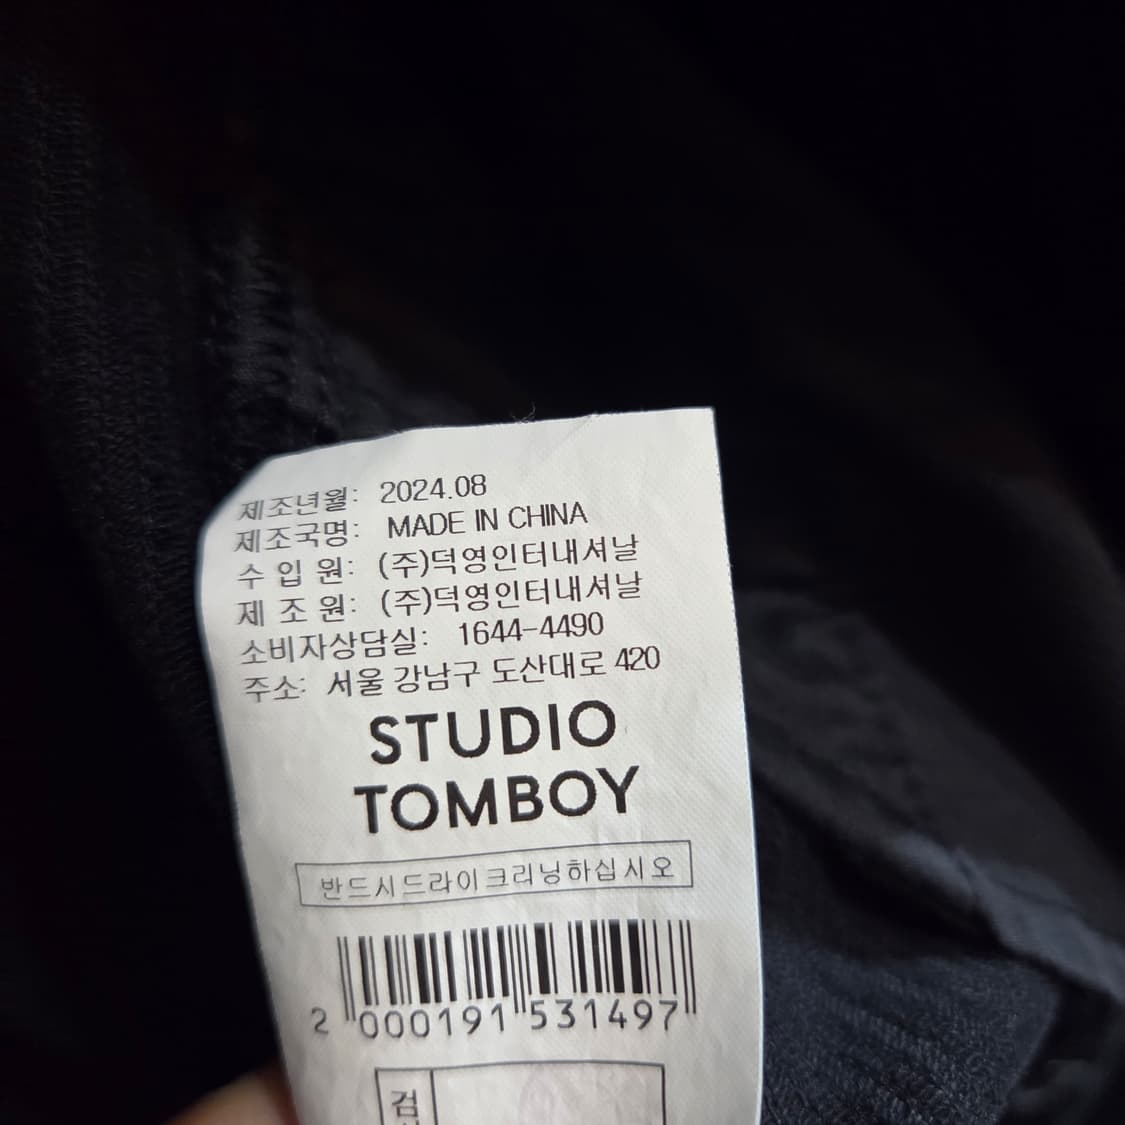 제조년월: 2024.08
제조국명: MADE IN CHINA
수 입 원: (주)덕영인터내셔날
제 조 원: (주)덕영인터내셔날
소비자상담실: 1644-4490
주소: 서울 강남구 도산대로 420
STUDIO
TOMBOY
반드시드라이크리닝하십시오
2 000191 531497
검